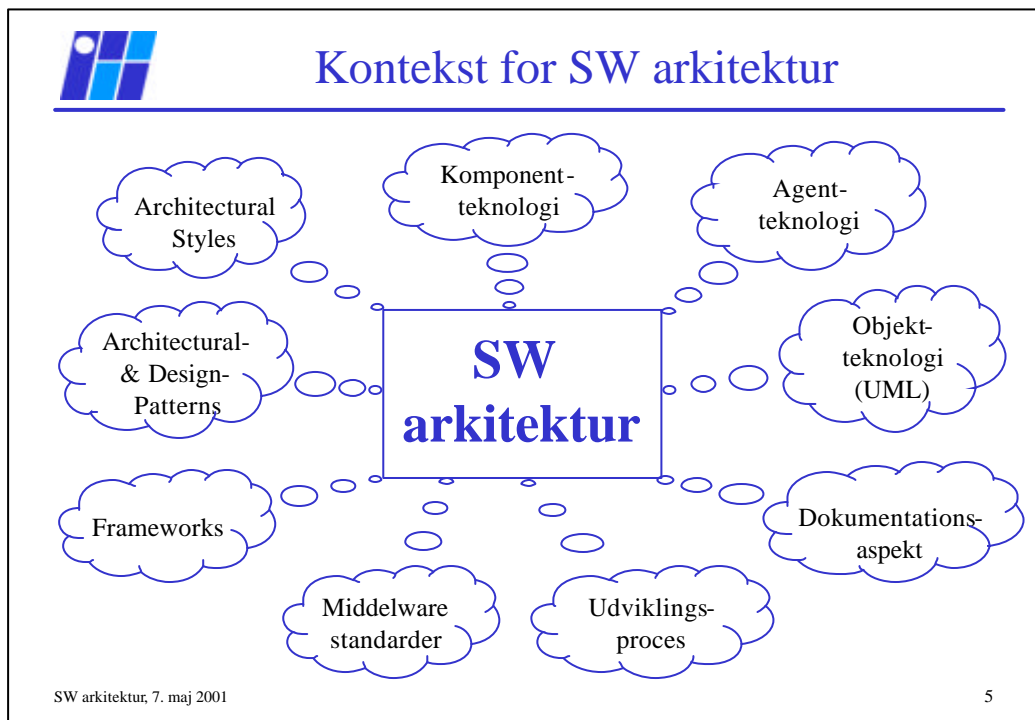 Kontekst for SW arkitektur
Komponent-
teknologi
Agent-
teknologi
Architectural
Styles
Objekt-
teknologi
(UML)
Architectural-
& Design-
Patterns
SW
arkitektur
Frameworks
Dokumentations-
aspekt
Middelware
standarder
Udviklings-
proces
SW arkitektur, 7. maj 2001
5